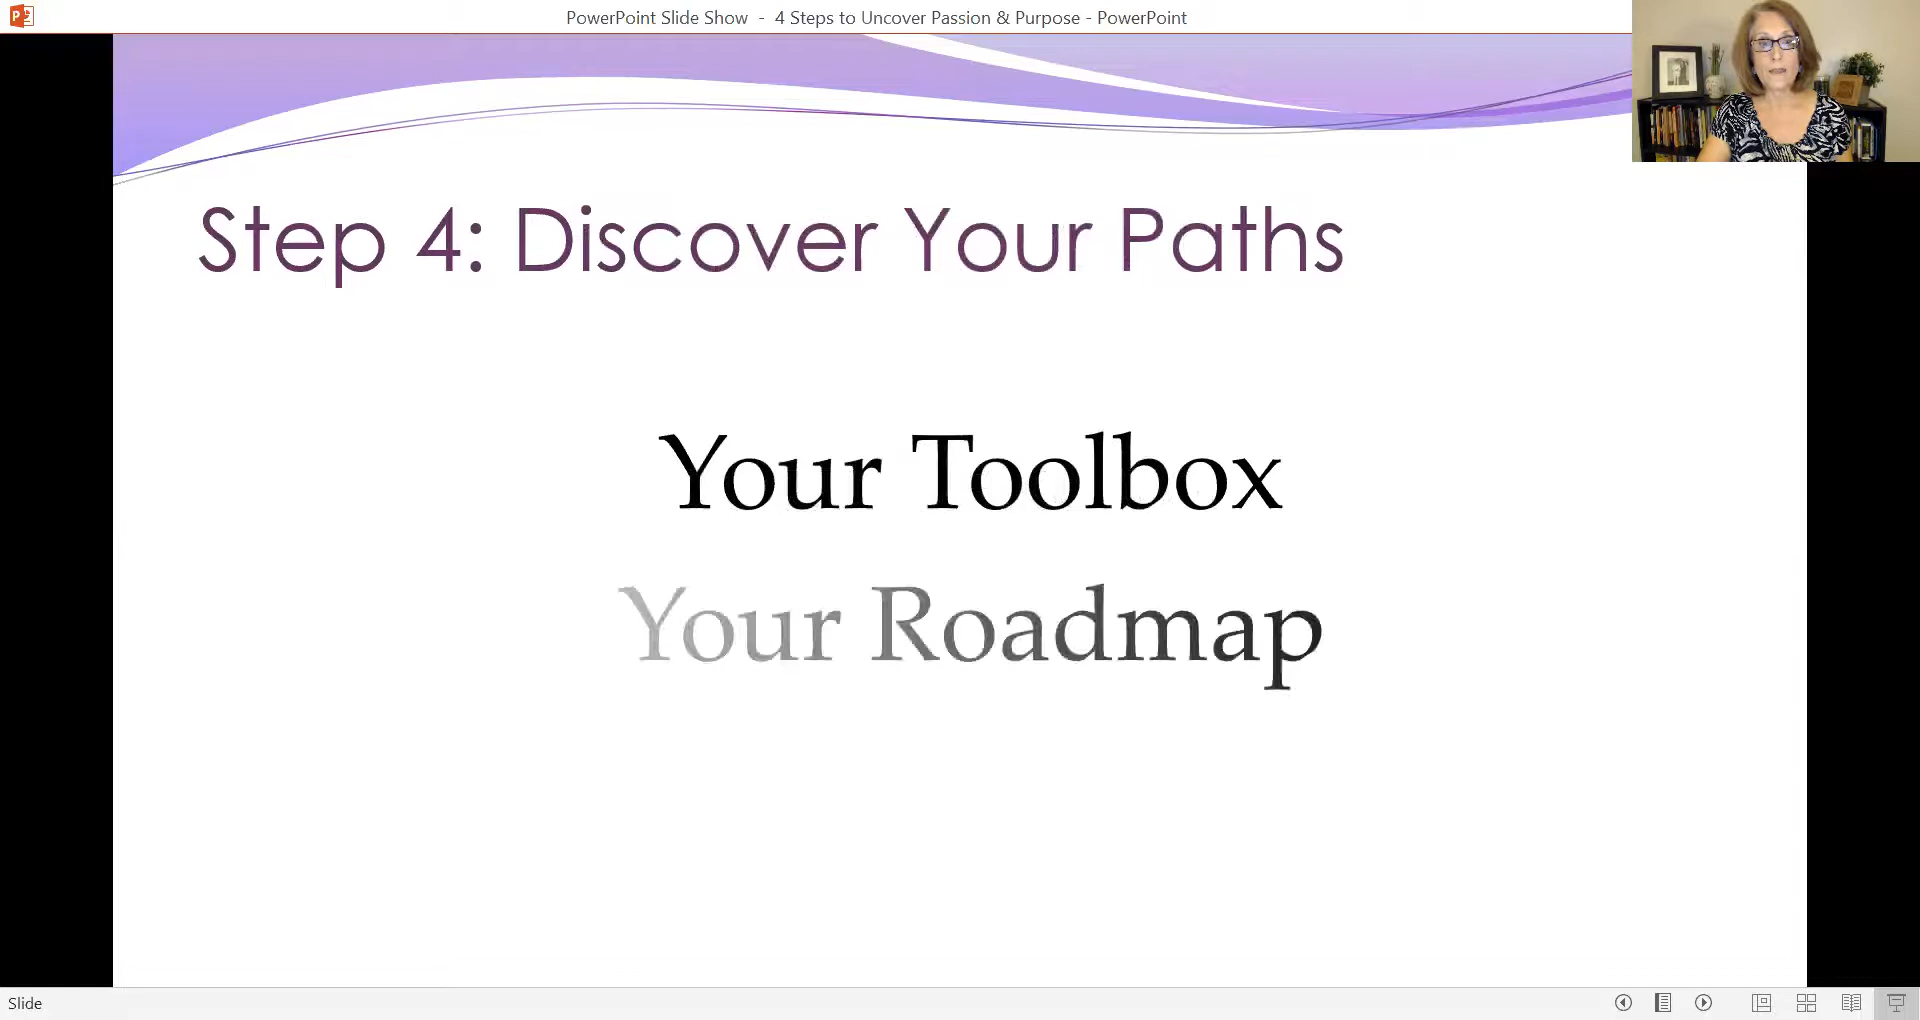 PowerPoint Slide Show - 4 Steps to Uncover Passion & Purpose - PowerPoint
Step 4: Discover Your Paths
Your Toolbox
Your Roadmap
Slide